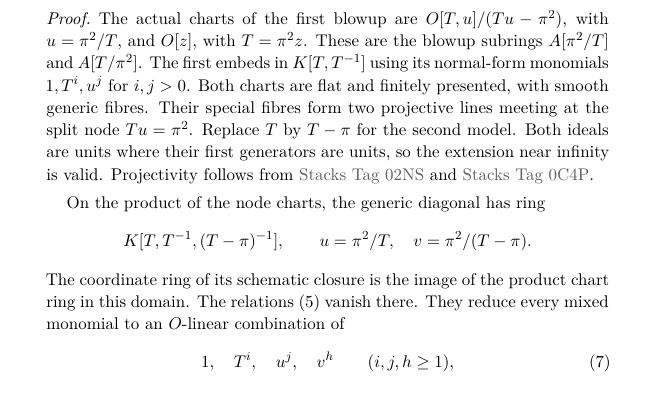 Proof. The actual charts of the first blowup are O[T, u]/(Tu − π²), with
u = π²/T, and O[z], with T = π²z. These are the blowup subrings A[π²/T]
and A[T/π²]. The first embeds in K[T, T⁻¹] using its normal-form monomials
1, Tⁱ, uʲ for i, j > 0. Both charts are flat and finitely presented, with smooth
generic fibres. Their special fibres form two projective lines meeting at the
split node Tu = π². Replace T by T − π for the second model. Both ideals
are units where their first generators are units, so the extension near infinity
is valid. Projectivity follows from Stacks Tag 02NS and Stacks Tag 0C4P.
On the product of the node charts, the generic diagonal has ring
K[T, T⁻¹, (T − π)⁻¹], u = π²/T, v = π²/(T − π).
The coordinate ring of its schematic closure is the image of the product chart
ring in this domain. The relations (5) vanish there. They reduce every mixed
monomial to an O-linear combination of
1, Tⁱ, uʲ, vʰ (i, j, h ≥ 1), (7)